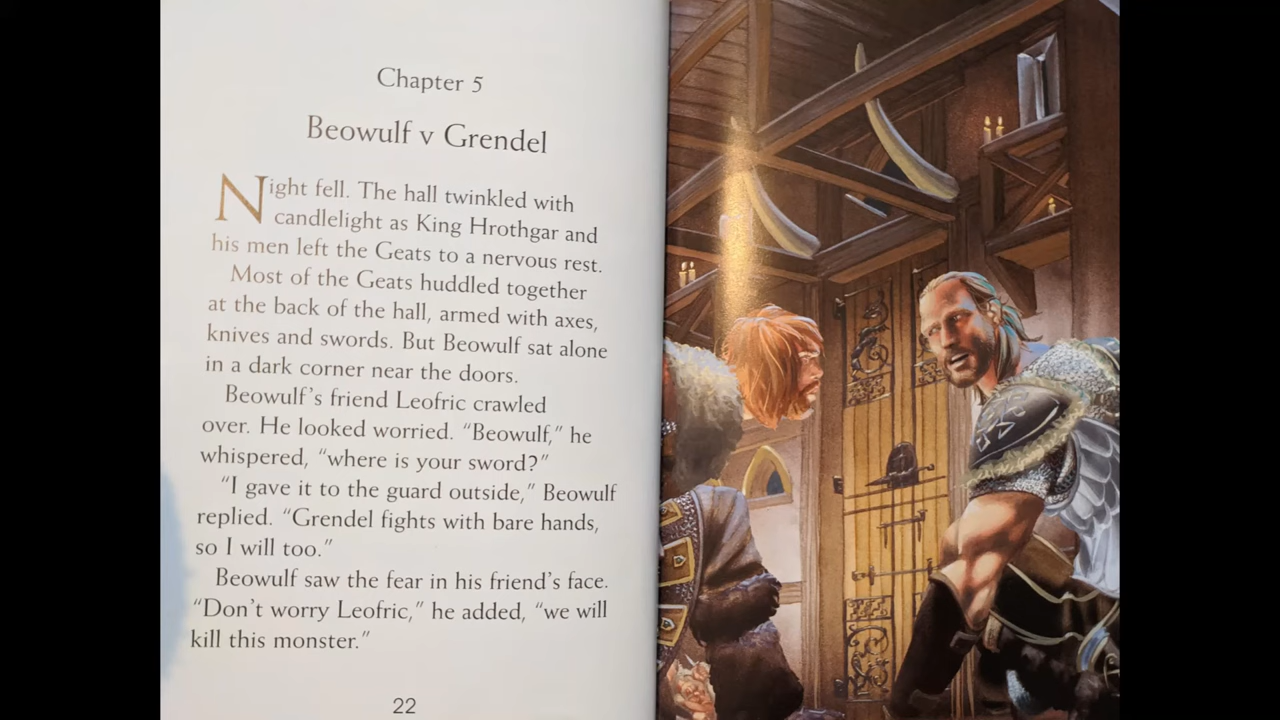 Chapter 5
Beowulf v Grendel
Night fell. The hall twinkled with
candlelight as King Hrothgar and
his men left the Geats to a nervous rest.
Most of the Geats huddled together
at the back of the hall, armed with axes,
knives and swords. But Beowulf sat alone
in a dark corner near the doors.
Beowulf's friend Leofric crawled
over. He looked worried. “Beowulf,” he
whispered, “where is your sword?”
“I gave it to the guard outside,” Beowulf
replied. “Grendel fights with bare hands,
so I will too.”
Beowulf saw the fear in his friend's face.
“Don't worry Leofric,” he added, “we will
kill this monster.”
22